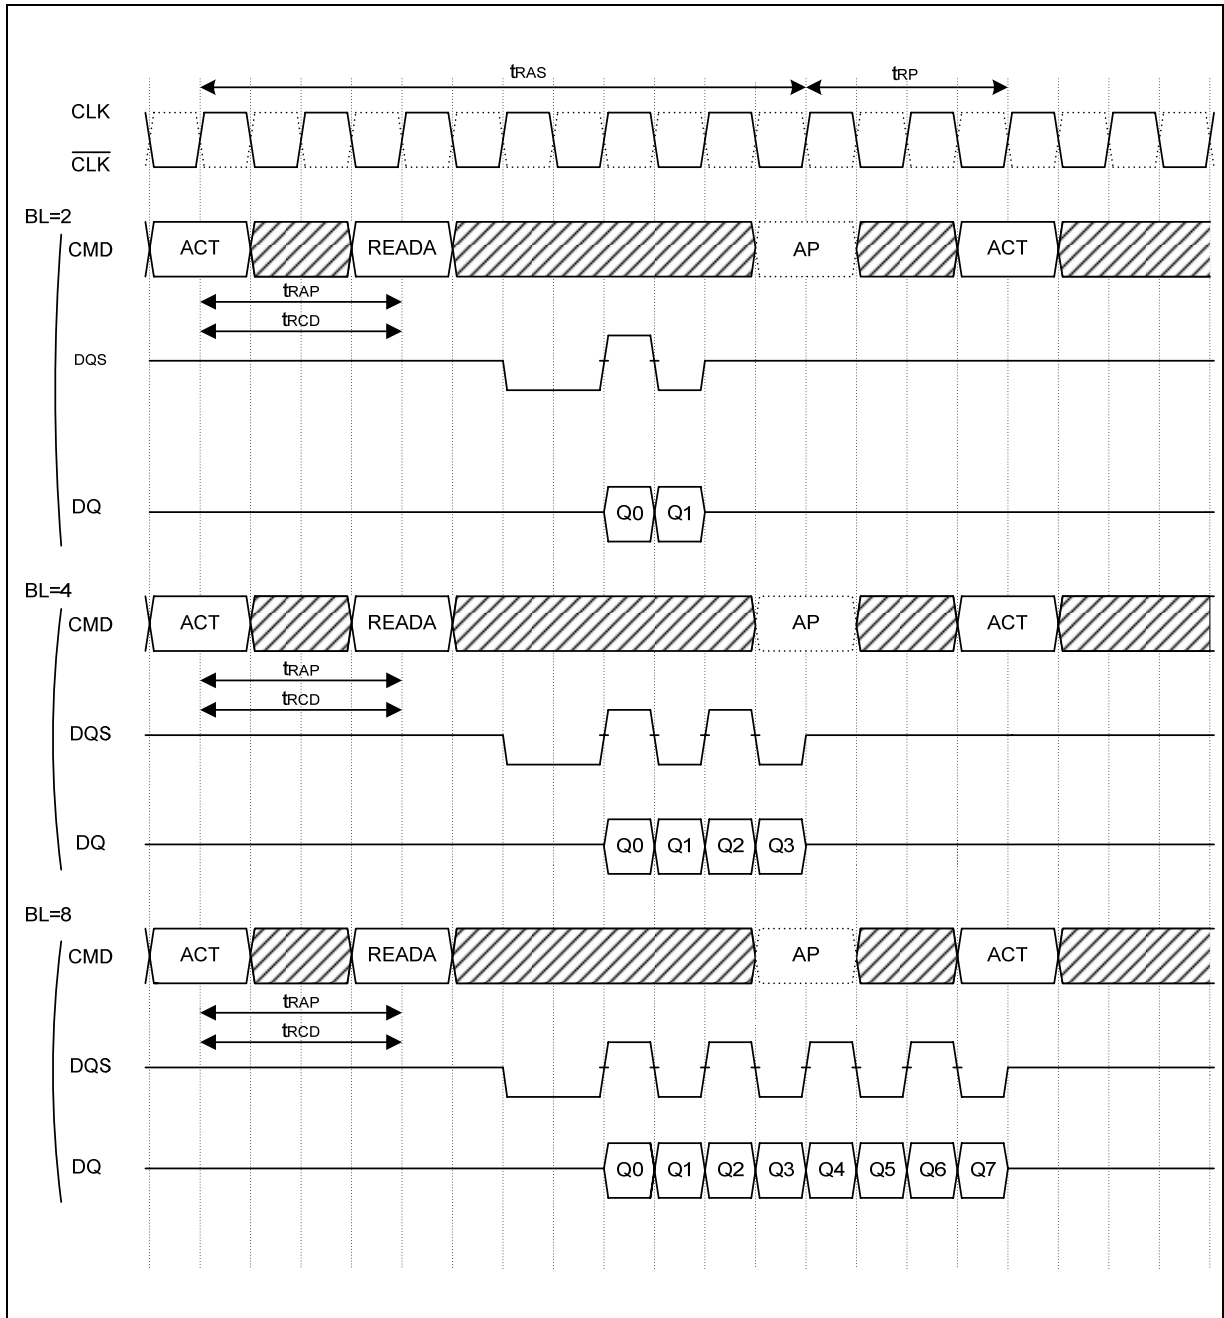 tRAS tRP
CLK
CLK
BL=2
CMD ACT READA AP ACT
tRAP
tRCD
DQS
DQ Q0 Q1
BL=4
CMD ACT READA AP ACT
tRAP
tRCD
DQS
DQ Q0 Q1 Q2 Q3
BL=8
CMD ACT READA AP ACT
tRAP
tRCD
DQS
DQ Q0 Q1 Q2 Q3 Q4 Q5 Q6 Q7